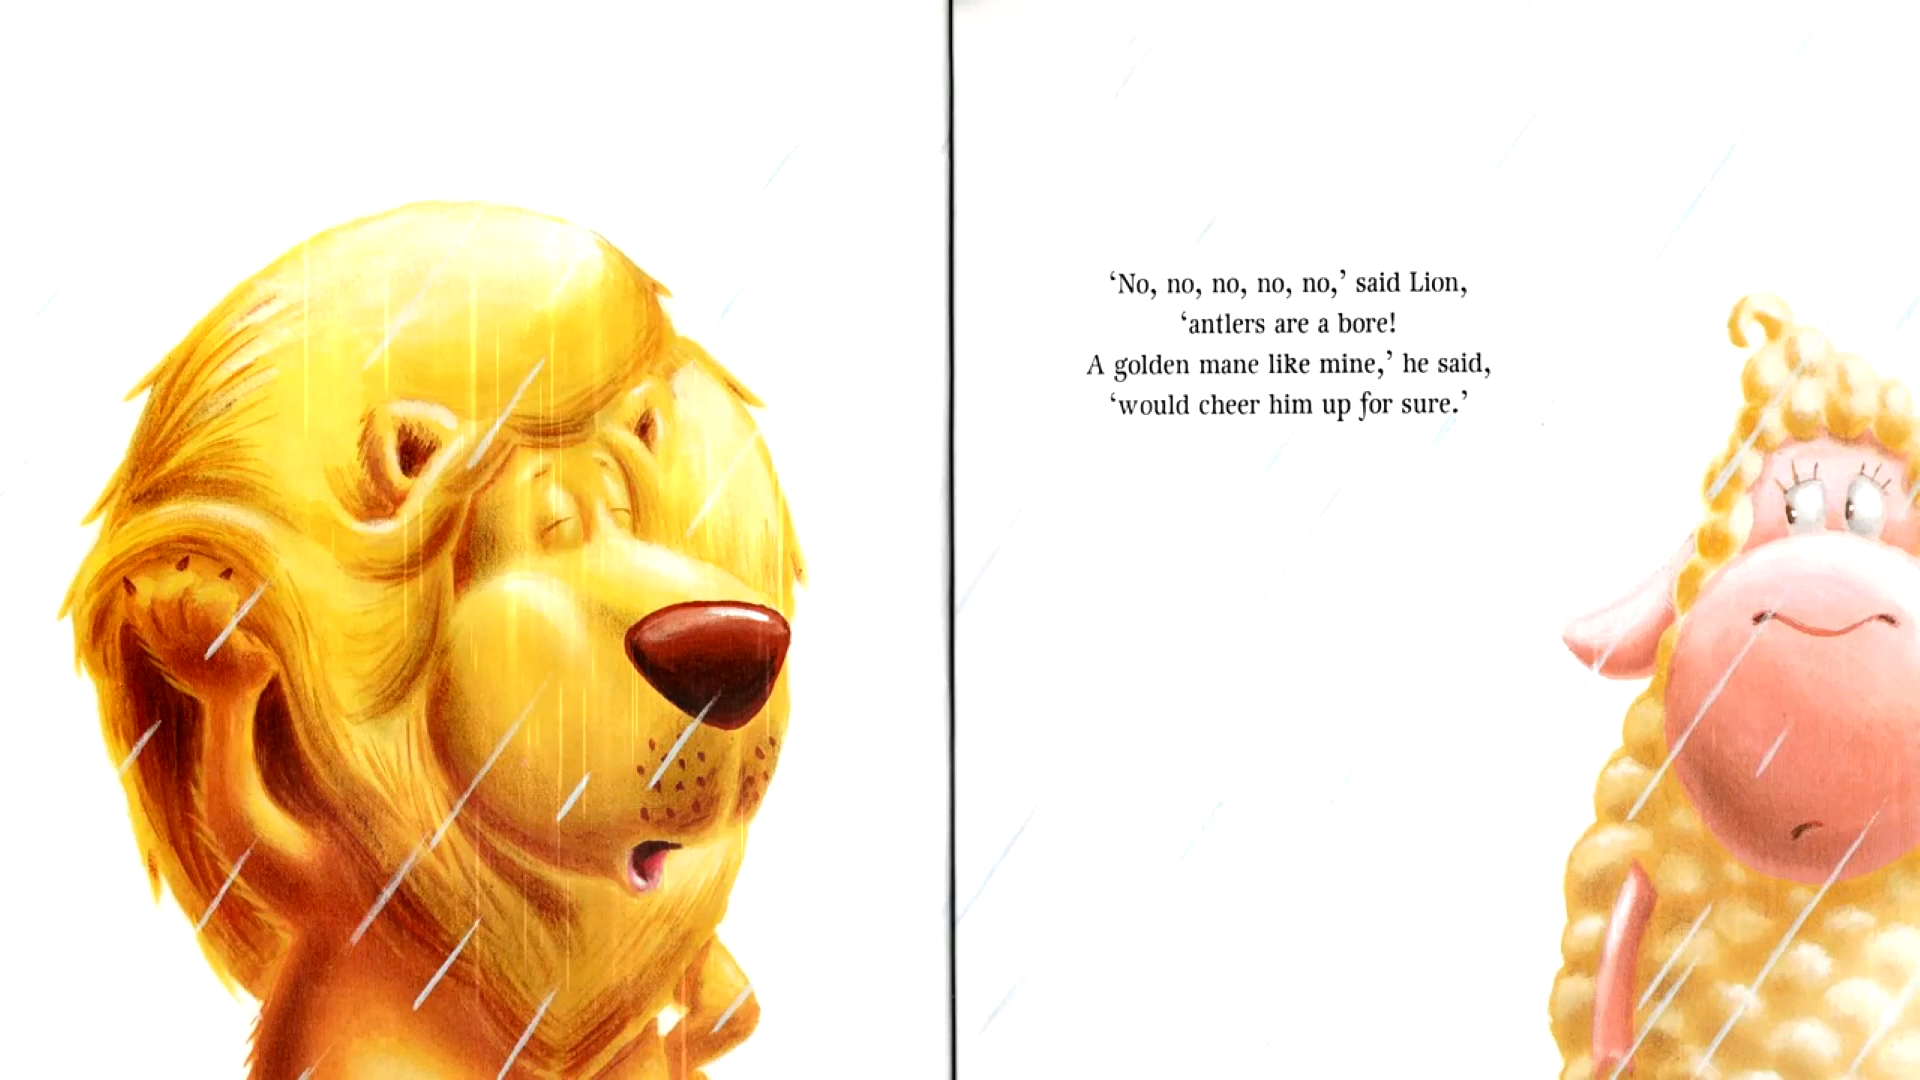 ‘No, no, no, no, no,’ said Lion,
‘antlers are a bore!
A golden mane like mine,’ he said,
‘would cheer him up for sure.’